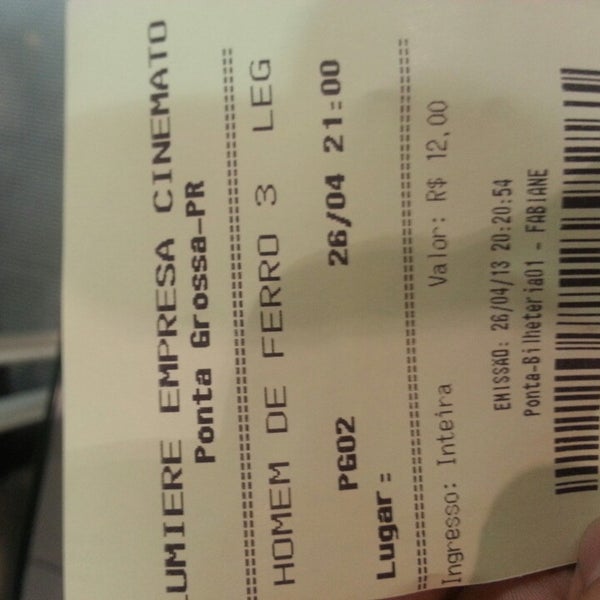 LUMIERE EMPRESA CINEMATO
Ponta Grossa-PR
HOMEM DE FERRO 3 LEG
PG02 26/04 21:00
Lugar:
Ingresso: Inteira Valor: R$ 12,00
EMISSÃO: 26/04/13 20:20:54
Ponta-Bilheteria01 - FABIANE